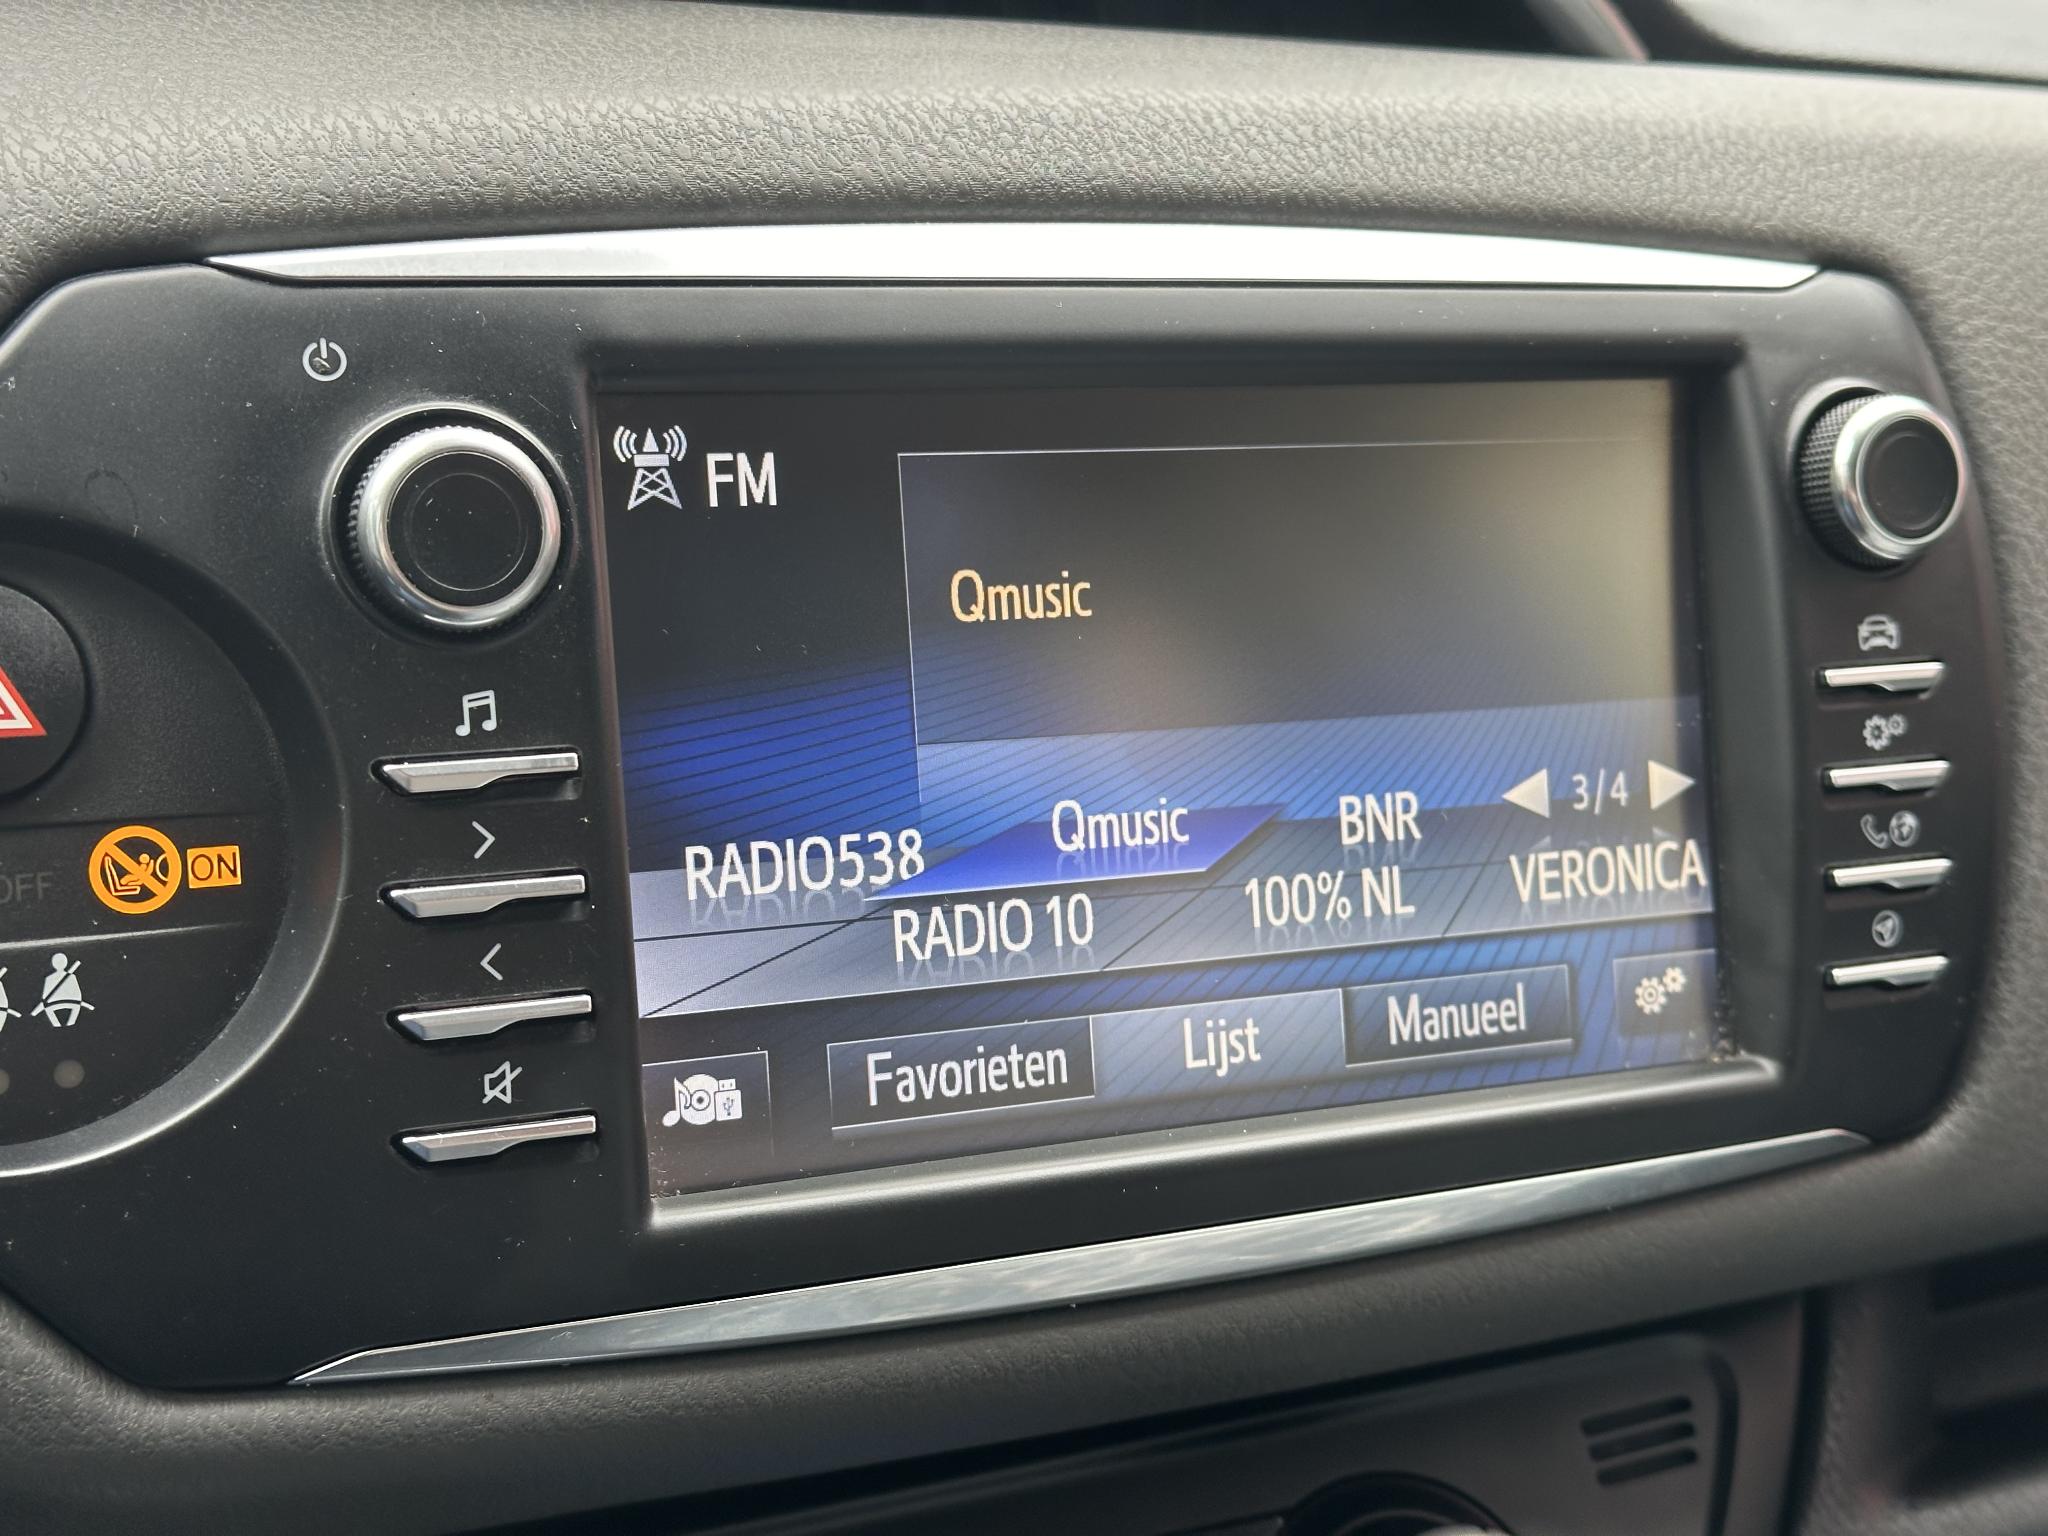 FM
Qmusic
3/4
RADIO538 Qmusic BNR
RADIO 10 100% NL VERONICA
Favorieten Lijst Manueel
OFF ON